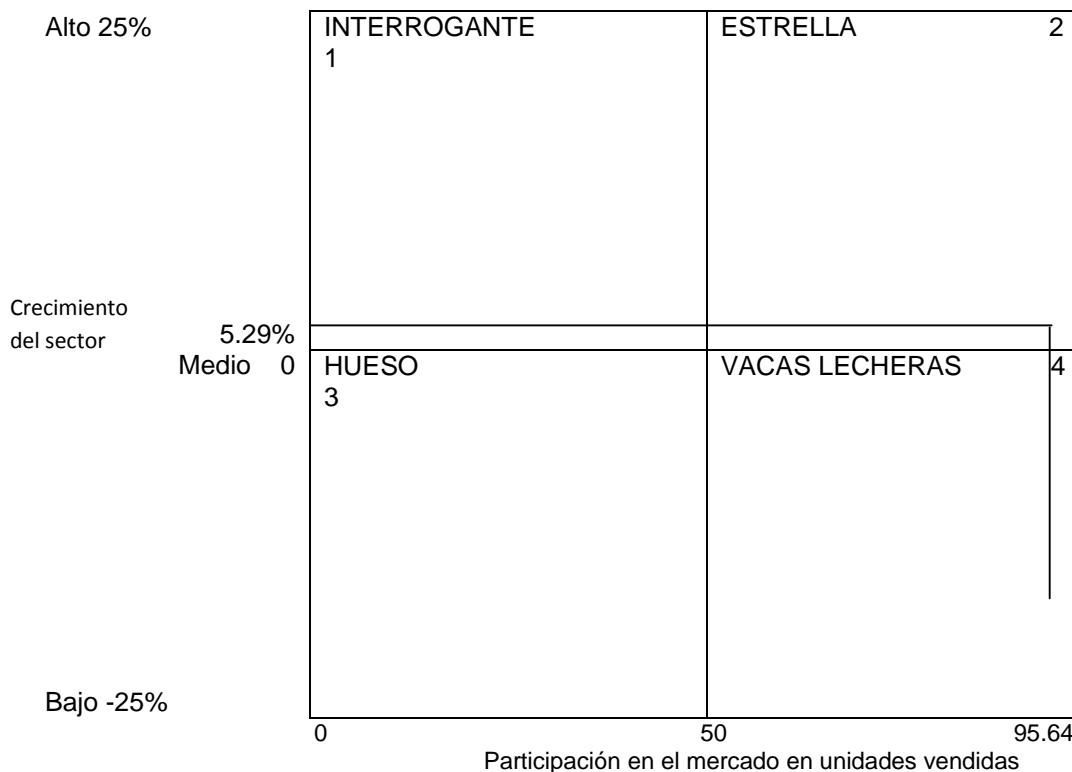 Alto 25%
INTERROGANTE
1
ESTRELLA 2
Crecimiento
del sector
5.29%
Medio 0
HUESO
3
VACAS LECHERAS 4
Bajo -25%
0 50 95.64
Participación en el mercado en unidades vendidas